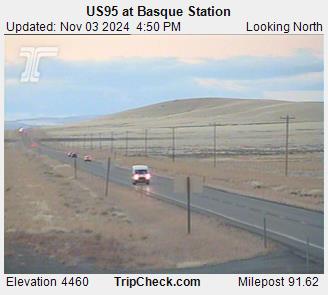 US95 at Basque Station
Updated: Nov 03 2024 4:50 PM Looking North
Elevation 4460 TripCheck.com Milepost 91.62